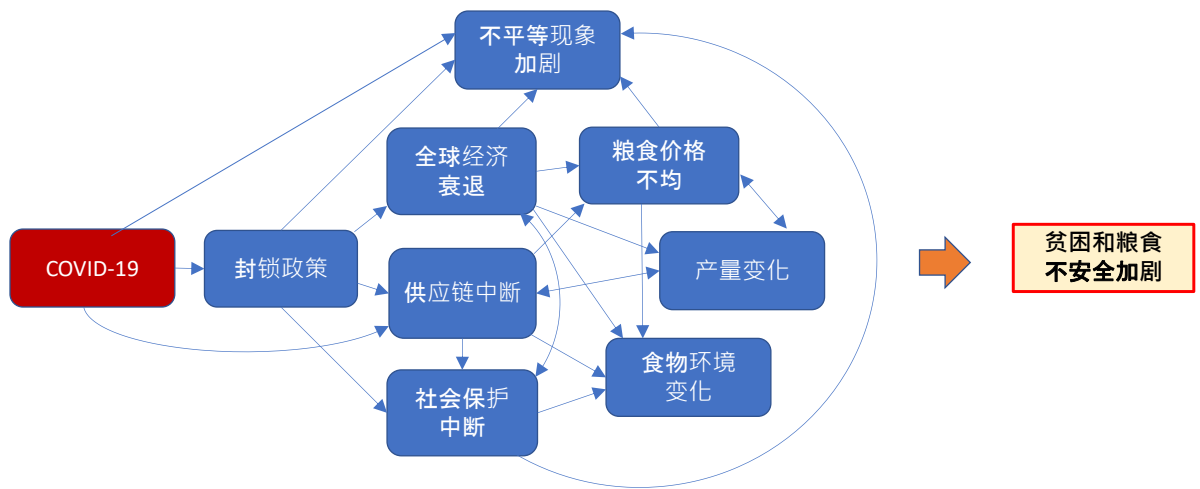 不平等现象
加剧
全球经济
衰退
粮食价格
不均
COVID-19
封锁政策
供应链中断
产量变化
贫困和粮食
不安全加剧
食物环境
变化
社会保护
中断